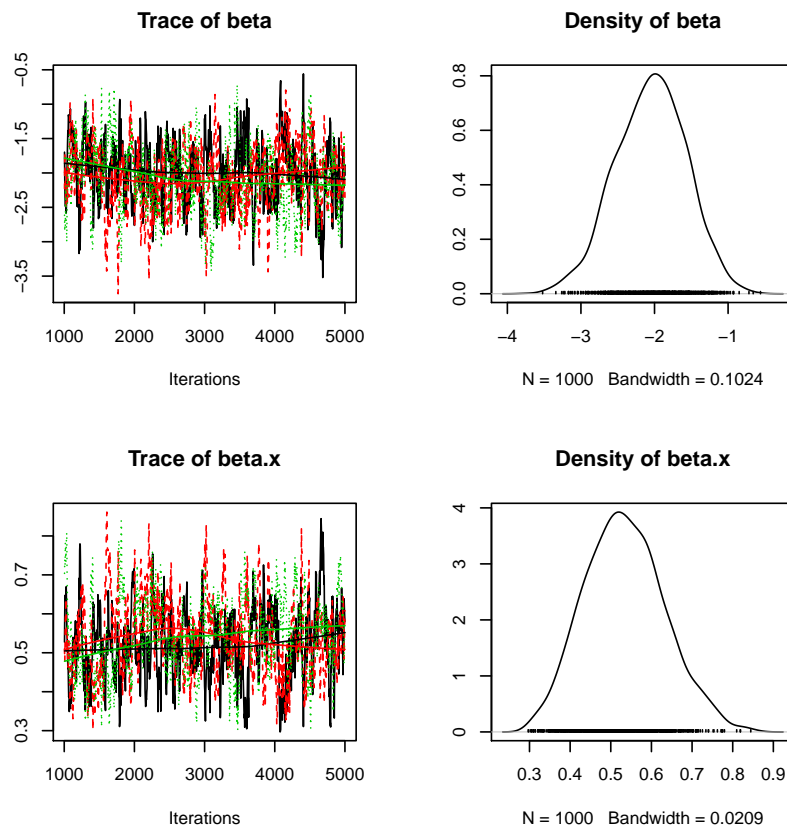 Trace of beta
−0.5
−1.5
−2.5
−3.5
1000 2000 3000 4000 5000
Iterations
Density of beta
0.8
0.6
0.4
0.2
0.0
−4 −3 −2 −1
N = 1000 Bandwidth = 0.1024
Trace of beta.x
0.7
0.5
0.3
1000 2000 3000 4000 5000
Iterations
Density of beta.x
4
3
2
1
0
0.3 0.4 0.5 0.6 0.7 0.8 0.9
N = 1000 Bandwidth = 0.0209